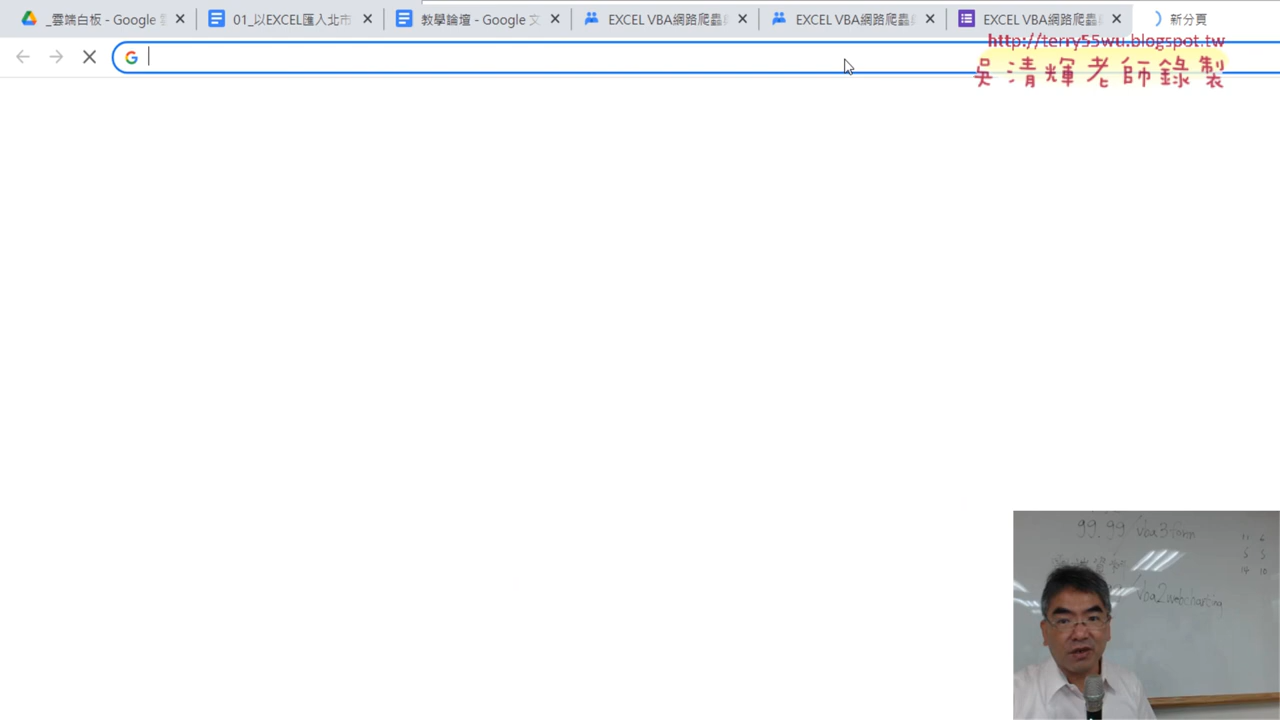 _雲端白板 - Google 雲
01_以EXCEL匯入北市
教學論壇 - Google 文
EXCEL VBA網路爬蟲
EXCEL VBA網路爬蟲
EXCEL VBA網路爬蟲
新分頁
http://terry55wu.blogspot.tw
吳清輝老師錄製
99.99 vba3form
vba2webcharting